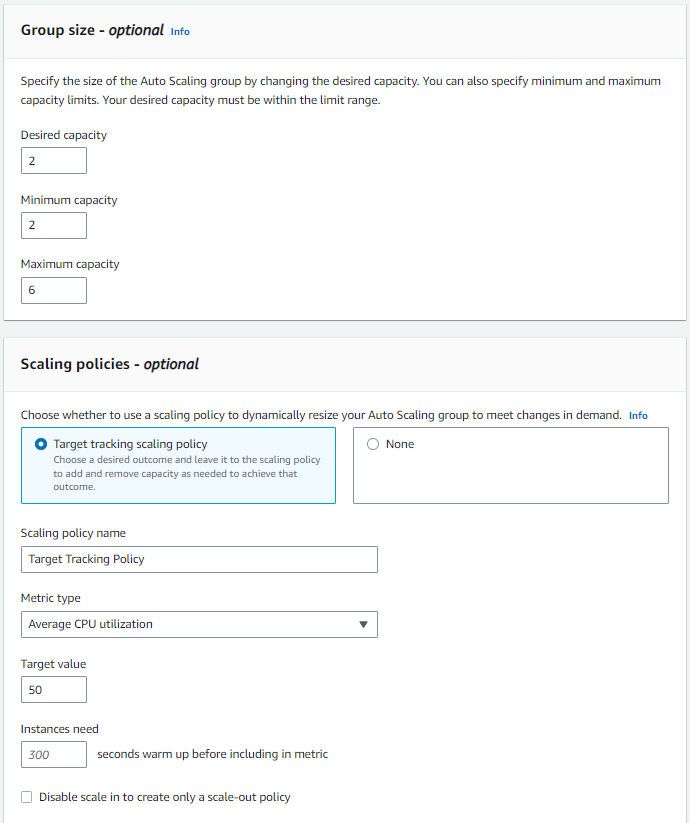 Group size - optional Info
Specify the size of the Auto Scaling group by changing the desired capacity. You can also specify minimum and maximum
capacity limits. Your desired capacity must be within the limit range.
Desired capacity
2
Minimum capacity
2
Maximum capacity
6
Scaling policies - optional
Choose whether to use a scaling policy to dynamically resize your Auto Scaling group to meet changes in demand. Info
Target tracking scaling policy
Choose a desired outcome and leave it to the scaling policy
to add and remove capacity as needed to achieve that
outcome.
None
Scaling policy name
Target Tracking Policy
Metric type
Average CPU utilization
Target value
50
Instances need
300 seconds warm up before including in metric
Disable scale in to create only a scale-out policy